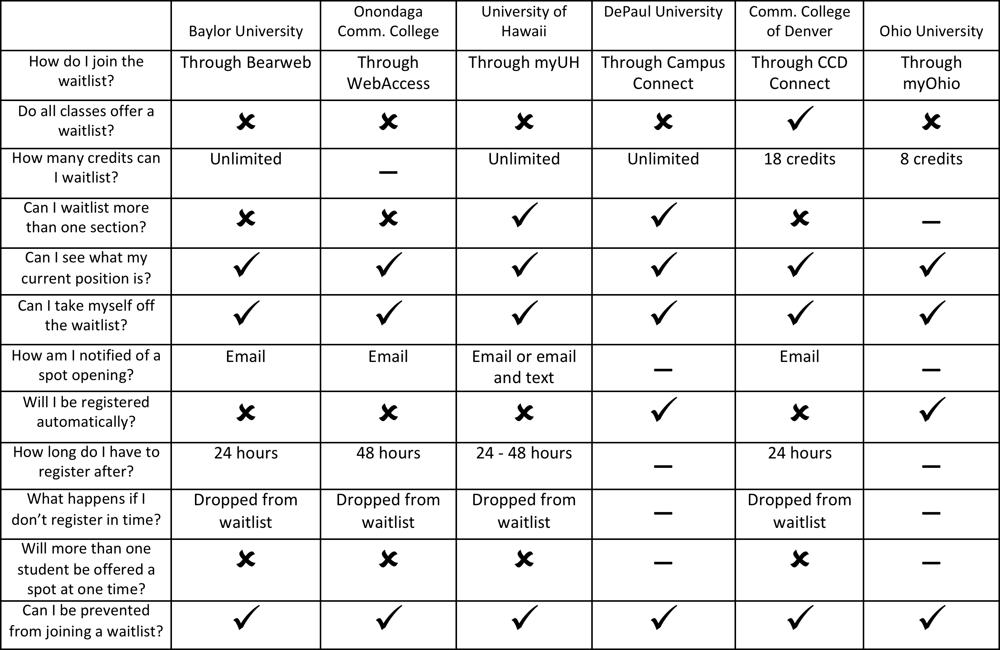 Baylor University
Onondaga
Comm. College
University of
Hawaii
DePaul University
Comm. College
of Denver
Ohio University
How do I join the
waitlist?
Through Bearweb
Through
WebAccess
Through myUH
Through Campus
Connect
Through CCD
Connect
Through
myOhio
Do all classes offer a
waitlist?
✘
✘
✘
✘
✓
✘
How many credits can
I waitlist?
Unlimited
—
Unlimited
Unlimited
18 credits
8 credits
Can I waitlist more
than one section?
✘
✘
✓
✓
✘
—
Can I see what my
current position is?
✓
✓
✓
✓
✓
✓
Can I take myself off
the waitlist?
✓
✓
✓
✓
✓
✓
How am I notified of a
spot opening?
Email
Email
Email or email
and text
—
Email
—
Will I be registered
automatically?
✘
✘
✘
✓
✘
✓
How long do I have to
register after?
24 hours
48 hours
24 - 48 hours
—
24 hours
—
What happens if I
don’t register in time?
Dropped from
waitlist
Dropped from
waitlist
Dropped from
waitlist
—
Dropped from
waitlist
—
Will more than one
student be offered a
spot at one time?
✘
✘
✘
—
✘
—
Can I be prevented
from joining a waitlist?
✓
✓
✓
✓
✓
✓